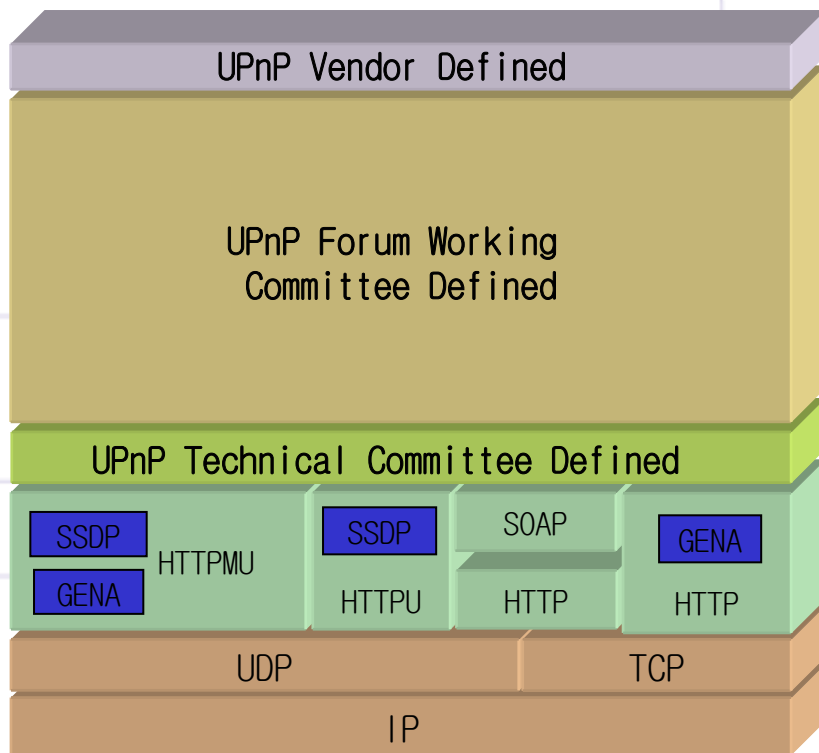 UPnP Vendor Defined
UPnP Forum Working
Committee Defined
UPnP Technical Committee Defined
SSDP
GENA
HTTPMU
SSDP
HTTPU
SOAP
HTTP
GENA
HTTP
UDP
TCP
IP